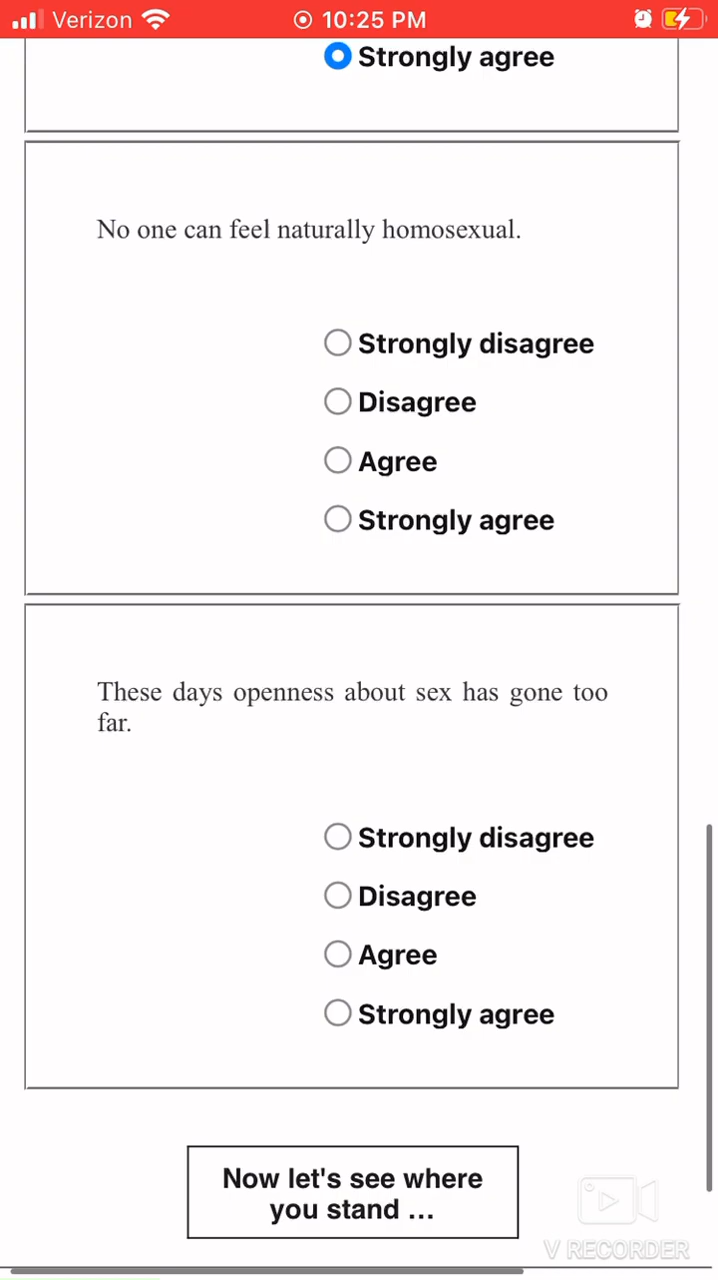 Verizon 10:25 PM
Strongly agree
No one can feel naturally homosexual.
Strongly disagree
Disagree
Agree
Strongly agree
These days openness about sex has gone too
far.
Strongly disagree
Disagree
Agree
Strongly agree
Now let's see where
you stand ...
V RECORDER